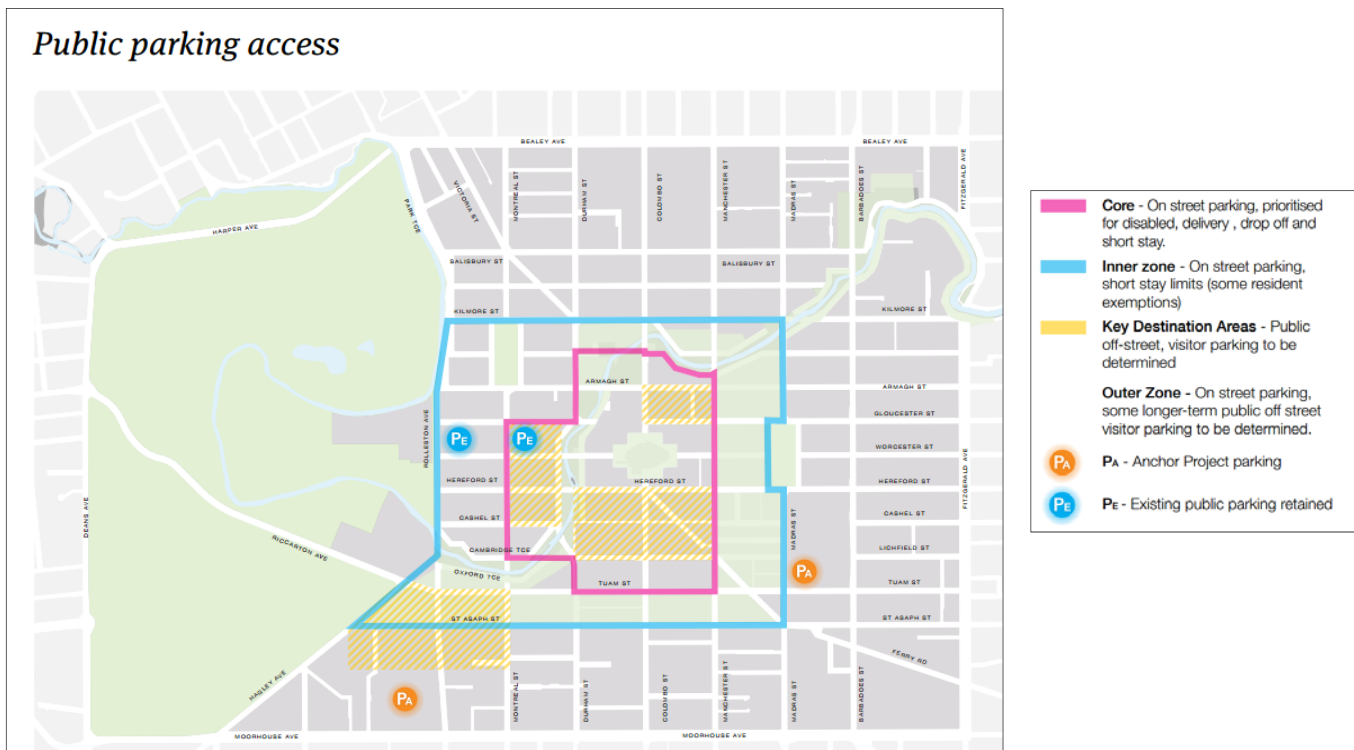 Public parking access
BEALEY AVE
BEALEY AVE
FITZGERALD AVE
PARK TCE
VICTORIA ST
MONTREAL ST
DURHAM ST
COLOMBO ST
MANCHESTER ST
MADRAS ST
BARBADOES ST
HARPER AVE
SALISBURY ST
SALISBURY ST
KILMORE ST
KILMORE ST
ARMAGH ST
ARMAGH ST
GLOUCESTER ST
ROLLESTON AVE
PE
PE
WORCESTER ST
HEREFORD ST
HEREFORD ST
HEREFORD ST
FITZGERALD AVE
DEANS AVE
CASHEL ST
CASHEL ST
MADRAS ST
RICCARTON AVE
CAMBRIDGE TCE
LICHFIELD ST
OXFORD TCE
PA
TUAM ST
TUAM ST
ST ASAPH ST
ST ASAPH ST
FERRY RD
HAGLEY AVE
PA
MONTREAL ST
DURHAM ST
COLOMBO ST
MANCHESTER ST
MADRAS ST
BARBADOES ST
MOORHOUSE AVE
MOORHOUSE AVE
Core - On street parking, prioritised
for disabled, delivery , drop off and
short stay.
Inner zone - On street parking,
short stay limits (some resident
exemptions)
Key Destination Areas - Public
off-street, visitor parking to be
determined
Outer Zone - On street parking,
some longer-term public off street
visitor parking to be determined.
PA
PA - Anchor Project parking
PE
PE - Existing public parking retained